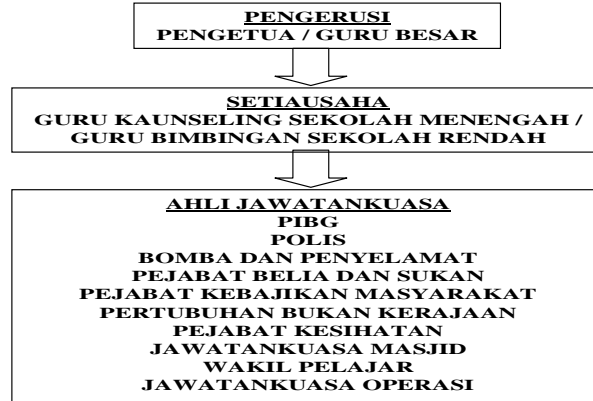 PENGERUSI
PENGETUA / GURU BESAR
SETIAUSAHA
GURU KAUNSELING SEKOLAH MENENGAH /
GURU BIMBINGAN SEKOLAH RENDAH
AHLI JAWATANKUASA
PIBG
POLIS
BOMBA DAN PENYELAMAT
PEJABAT BELIA DAN SUKAN
PEJABAT KEBAJIKAN MASYARAKAT
PERTUBUHAN BUKAN KERAJAAN
PEJABAT KESIHATAN
JAWATANKUASA MASJID
WAKIL PELAJAR
JAWATANKUASA OPERASI